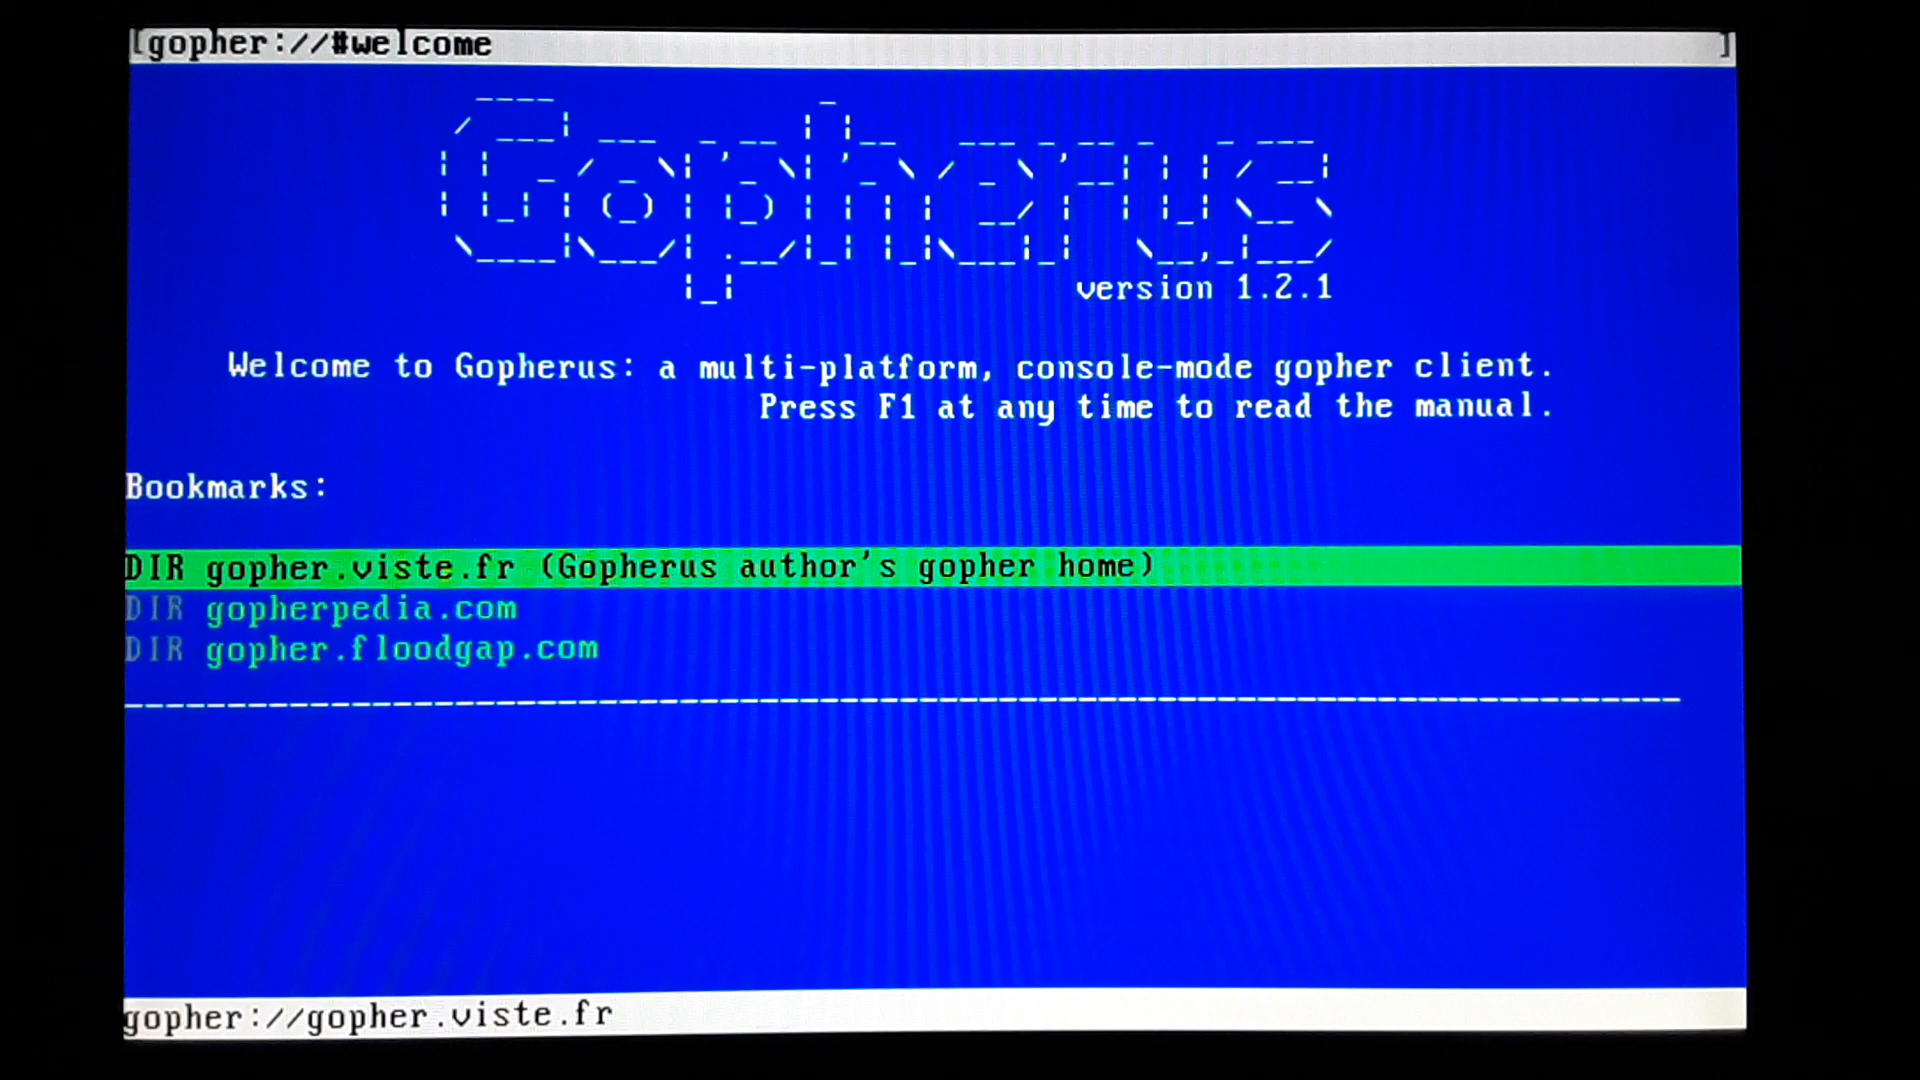 [gopher://#welcome]
Gopherus
version 1.2.1
Welcome to Gopherus: a multi-platform, console-mode gopher client.
Press F1 at any time to read the manual.
Bookmarks:
DIR gopher.viste.fr (Gopherus author's gopher home)
DIR gopherpedia.com
DIR gopher.floodgap.com
gopher://gopher.viste.fr